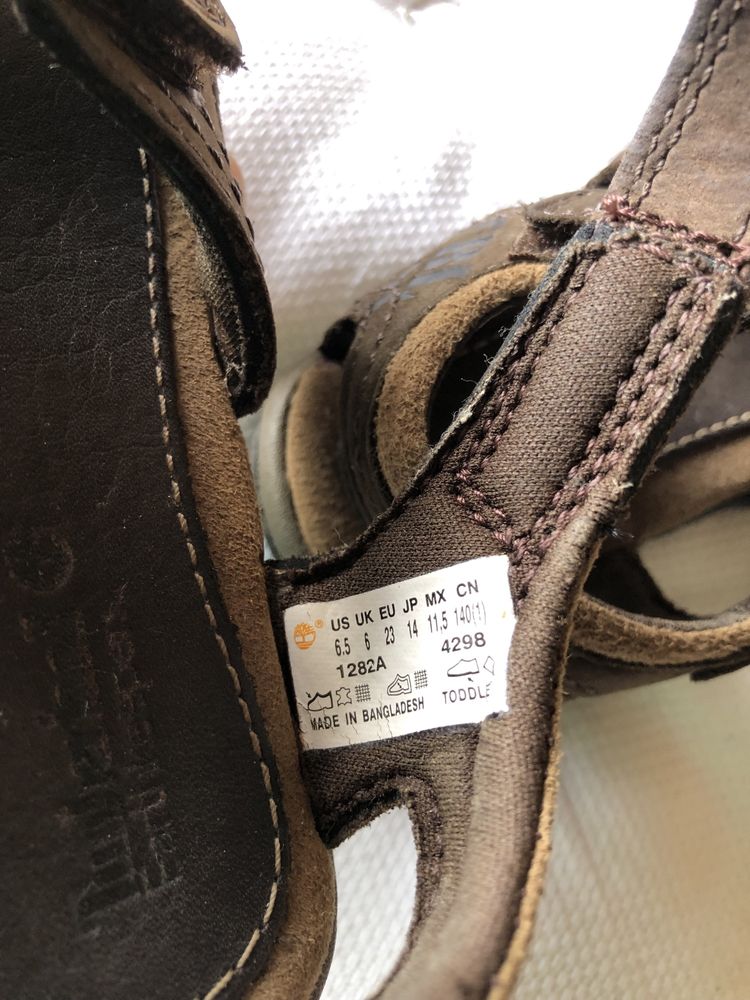 US UK EU JP MX CN
6.5 6 23 14 11.5 140(1)
1282A 4298
MADE IN BANGLADESH TODDLE